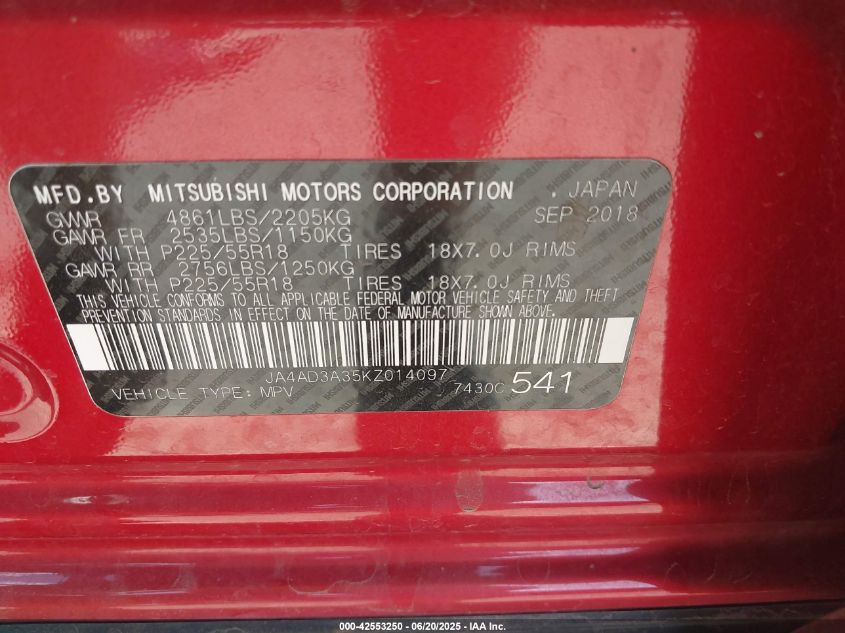 MFD.BY MITSUBISHI MOTORS CORPORATION . JAPAN
GVWR 4861LBS/2205KG SEP 2018
GAWR FR 2535LBS/1150KG
WITH P225/55R18 TIRES 18X7.0J RIMS
GAWR RR 2756LBS/1250KG
WITH P225/55R18 TIRES 18X7.0J RIMS
THIS VEHICLE CONFORMS TO ALL APPLICABLE FEDERAL MOTOR VEHICLE SAFETY AND THEFT
PREVENTION STANDARDS IN EFFECT ON THE DATE OF MANUFACTURE SHOWN ABOVE.
JA4AD3A35KZ014097
VEHICLE TYPE: MPV 7430C 541
000-42553250 - 06/20/2025 - IAA Inc.